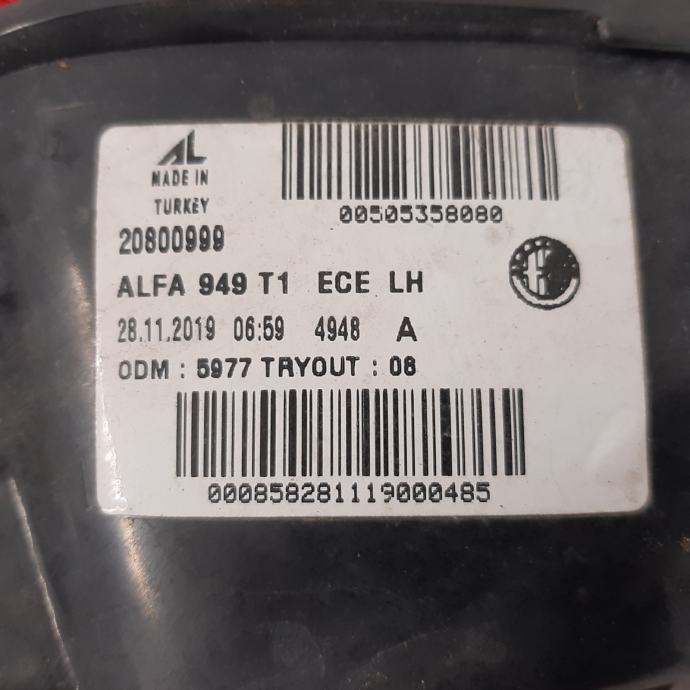 AL
MADE IN
TURKEY
00505358080
20800999
ALFA 949 T1 ECE LH
28.11.2019 06:59 4948 A
ODM : 5977 TRYOUT : 08
000858281119000485